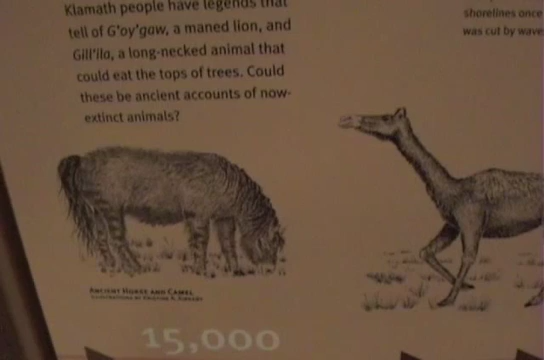 Klamath people have legends that
tell of G'oy'gaw, a maned lion, and
Gill'ila, a long-necked animal that
could eat the tops of trees. Could
these be ancient accounts of now-
extinct animals?
shorelines once
was cut by wave
ANCIENT HORSE AND CAMEL
15,000